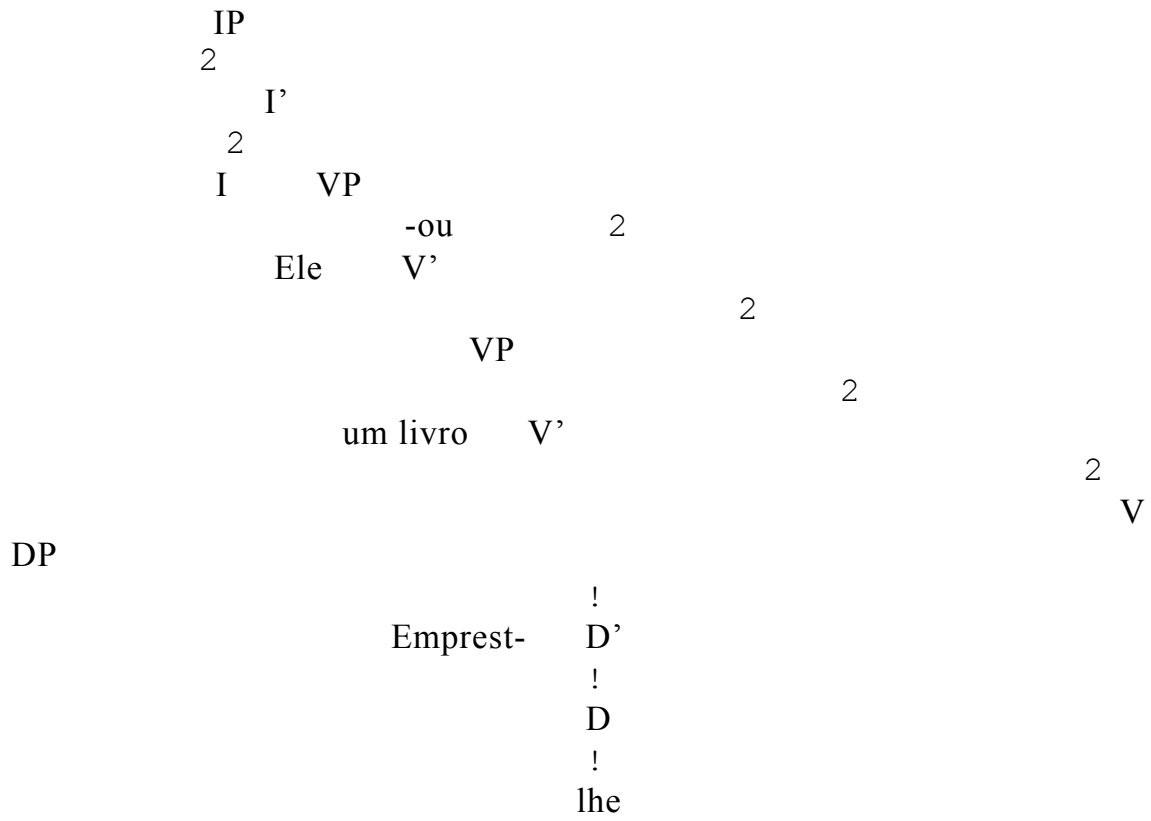 IP
2
I’
2
I VP
-ou 2
Ele V’
2
VP
2
um livro V’
2
V
DP
!
Emprest- D’
!
D
!
lhe